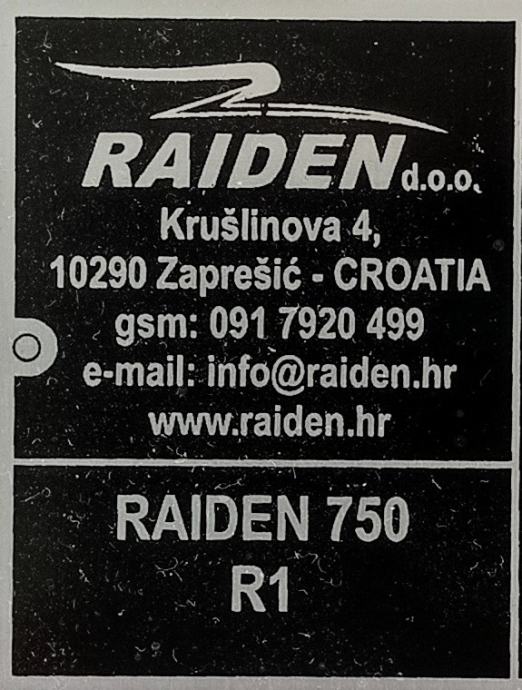 RAIDEN d.o.o.
Krušlinova 4,
10290 Zaprešić - CROATIA
gsm: 091 7920 499
e-mail: info@raiden.hr
www.raiden.hr
RAIDEN 750
R1